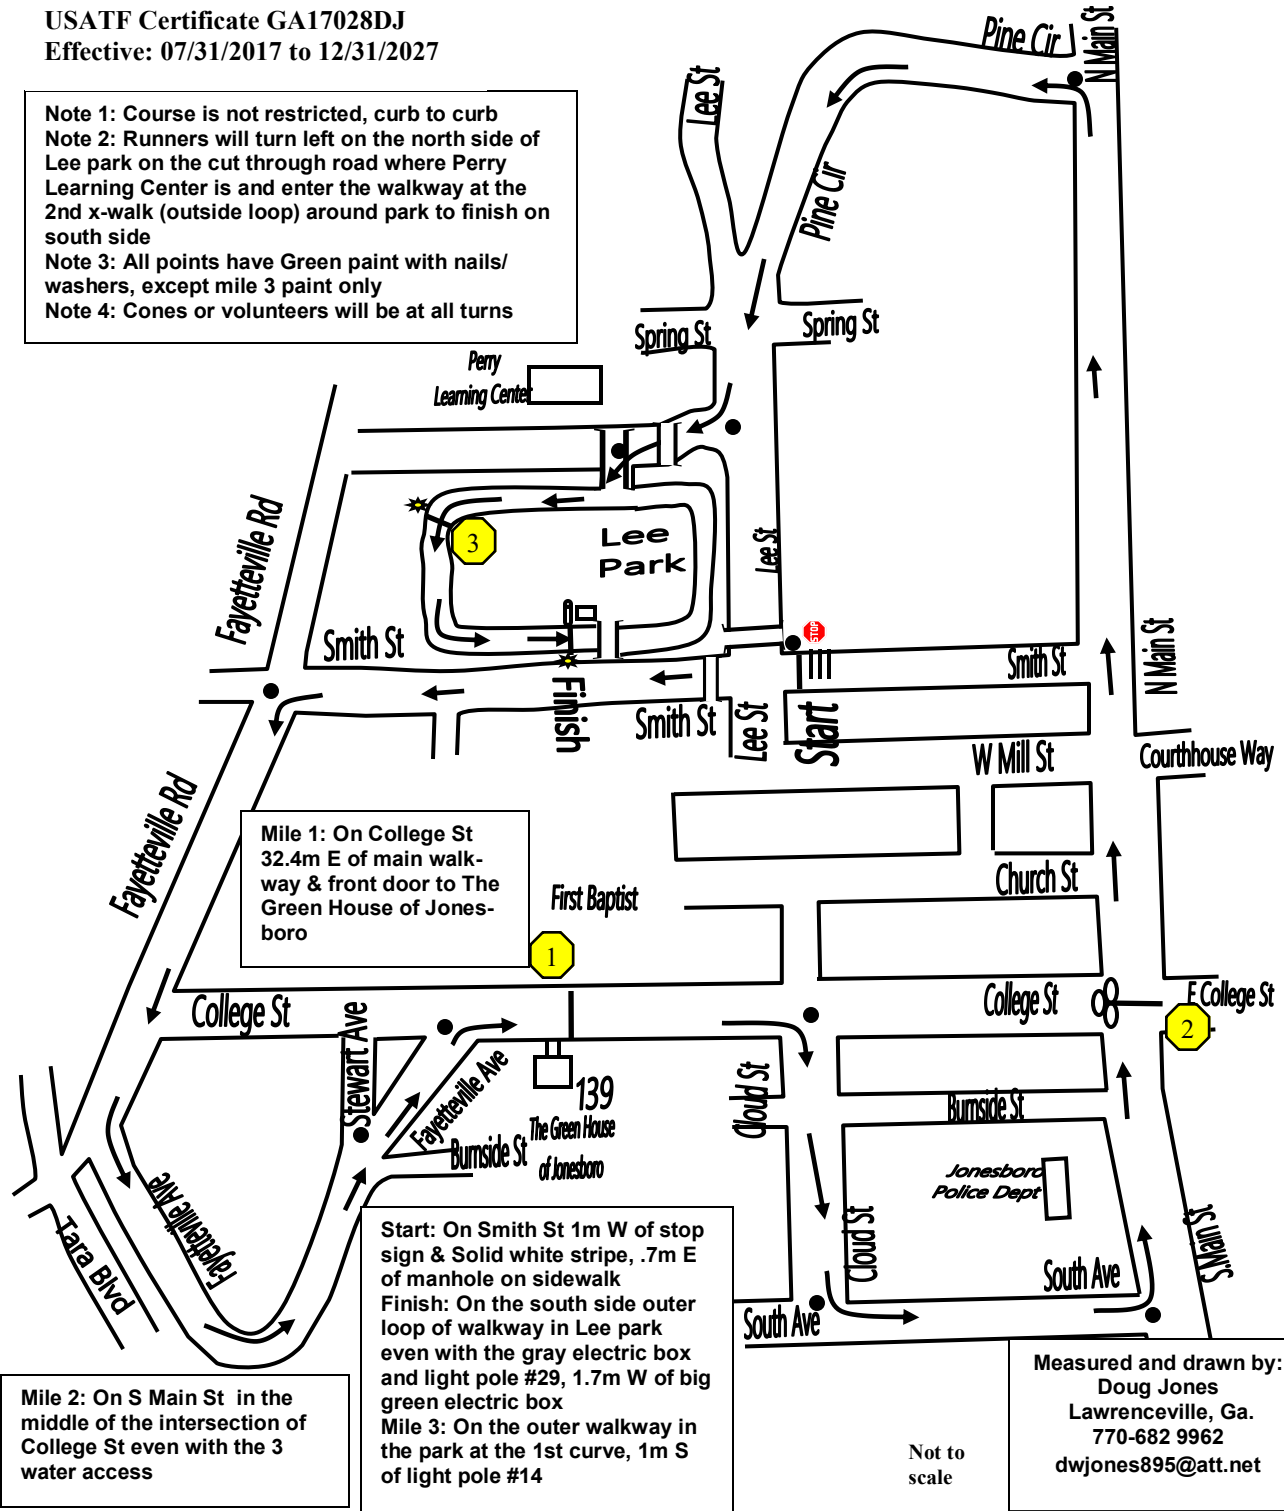 USATF Certificate GA17028DJ
Effective: 07/31/2017 to 12/31/2027
Note 1: Course is not restricted, curb to curb
Note 2: Runners will turn left on the north side of
Lee park on the cut through road where Perry
Learning Center is and enter the walkway at the
2nd x-walk (outside loop) around park to finish on
south side
Note 3: All points have Green paint with nails/
washers, except mile 3 paint only
Note 4: Cones or volunteers will be at all turns
Pine Cir
N Main St
Lee St
Pine Cir
Spring St
Spring St
Perry
Learning Center
Fayetteville Rd
3
Lee
Park
Lee St
Smith St
STOP
Smith St
N Main St
Finish
Smith St
Lee St
Start
W Mill St
Courthhouse Way
Fayetteville Rd
Mile 1: On College St
32.4m E of main walk-
way & front door to The
Green House of Jones-
boro
First Baptist
Church St
1
College St
Stewart Ave
College St
E College St
2
Fayetteville Ave
139
The Green House
of Jonesboro
Burnside St
Cloud St
Burnside St
Jonesboro
Police Dept
Fayetteville Ave
Tara Blvd
Cloud St
South Ave
S.Main St
South Ave
Start: On Smith St 1m W of stop
sign & Solid white stripe, .7m E
of manhole on sidewalk
Finish: On the south side outer
loop of walkway in Lee park
even with the gray electric box
and light pole #29, 1.7m W of big
green electric box
Mile 3: On the outer walkway in
the park at the 1st curve, 1m S
of light pole #14
Mile 2: On S Main St in the
middle of the intersection of
College St even with the 3
water access
Not to
scale
Measured and drawn by:
Doug Jones
Lawrenceville, Ga.
770-682 9962
dwjones895@att.net